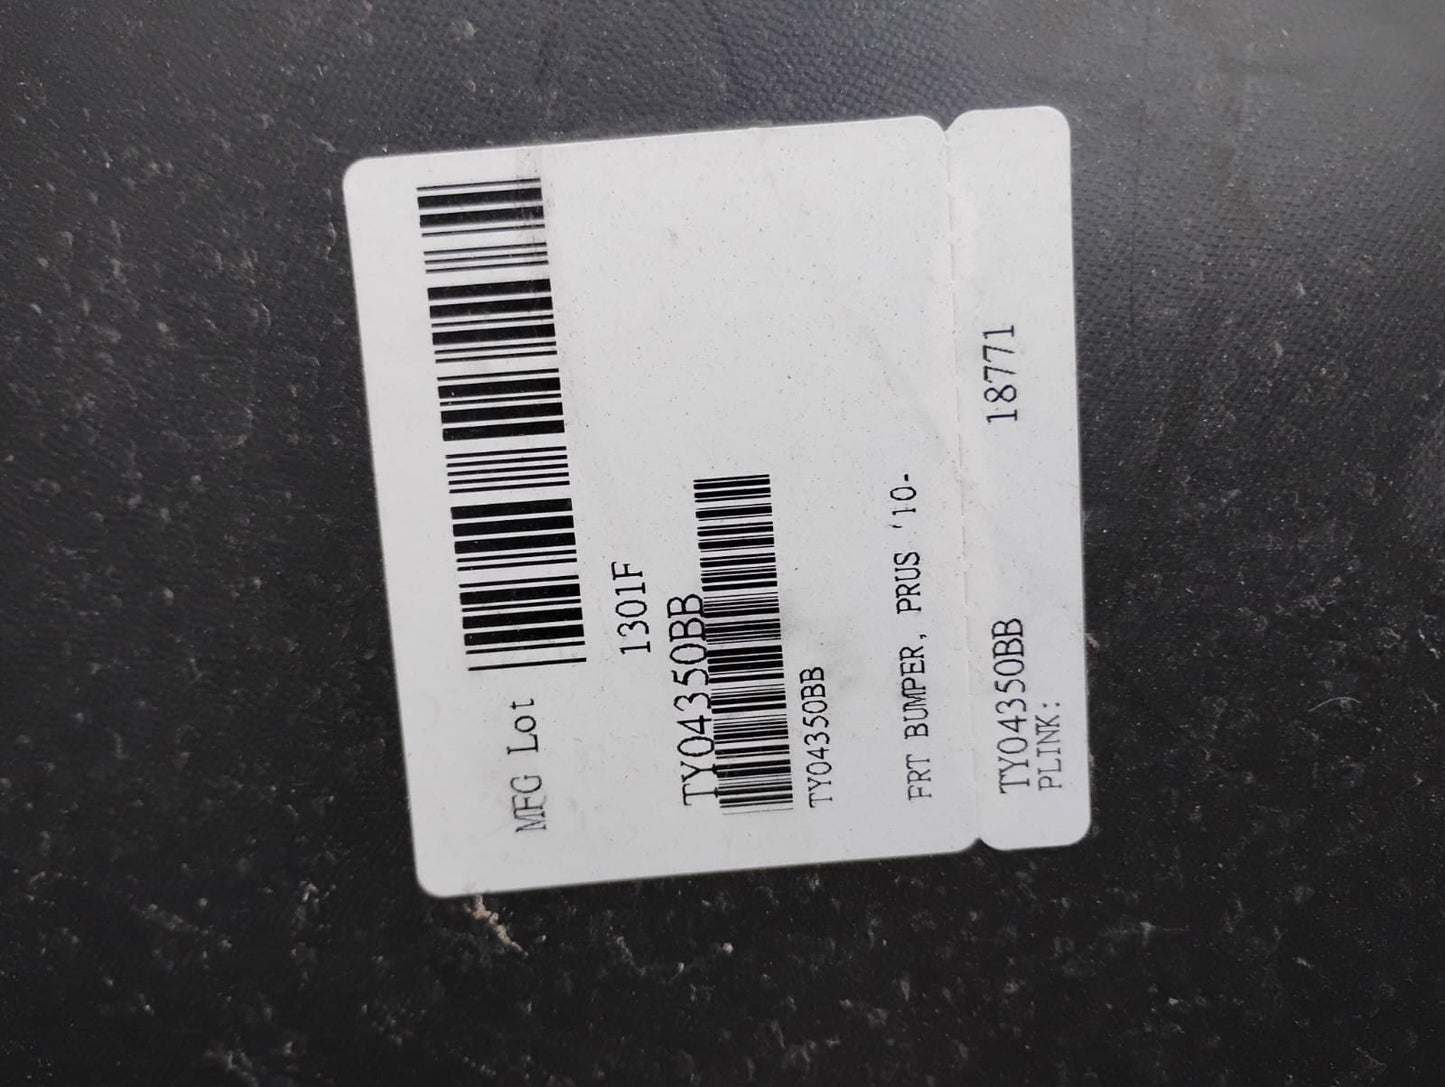 MFG Lot
1301F
TY04350BB
TY04350BB
FRT BUMPER, PRUS '10-
TY04350BB 18771
PLINK: